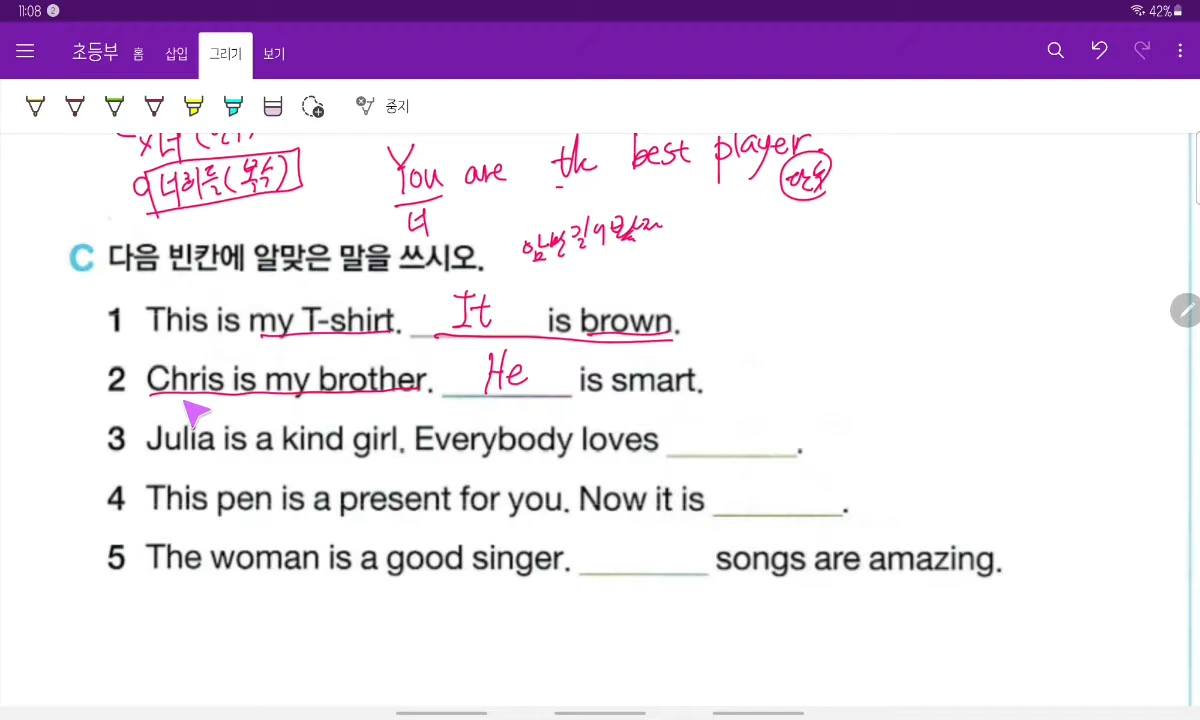 11:08 2 42%
초등부 홈 삽입 그리기 보기
중지
너희들(복수)
You are the best player.
너
C 다음 빈칸에 알맞은 말을 쓰시오.
1 This is my T-shirt. It is brown.
2 Chris is my brother. He is smart.
3 Julia is a kind girl. Everybody loves ________.
4 This pen is a present for you. Now it is ________.
5 The woman is a good singer. ________ songs are amazing.